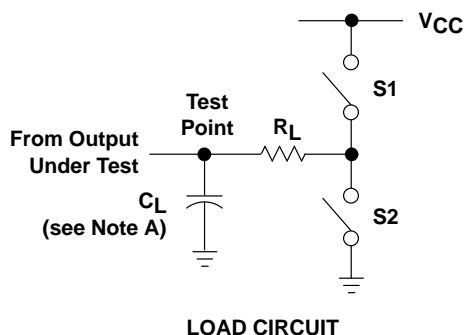 VCC
S1
Test
Point
RL
From Output
Under Test
CL
(see Note A)
S2
LOAD CIRCUIT